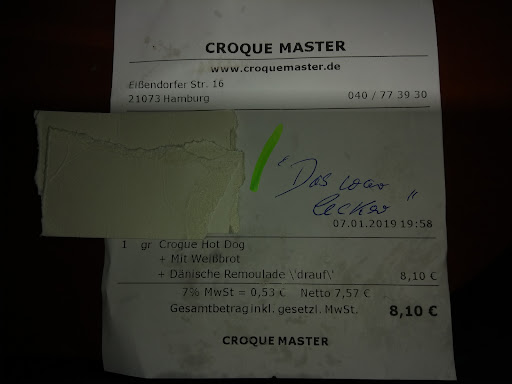 CROQUE MASTER
www.croquemaster.de
Eißendorfer Str. 16
21073 Hamburg 040 / 77 39 30
"Das war
lecker"
07.01.2019 19:58
1 gr Croque Hot Dog
+ Mit Weißbrot
+ Dänische Remoulade \'drauf\' 8,10 €
7% MwSt = 0,53 € Netto 7,57 €
Gesamtbetrag inkl. gesetzl. MwSt. 8,10 €
CROQUE MASTER